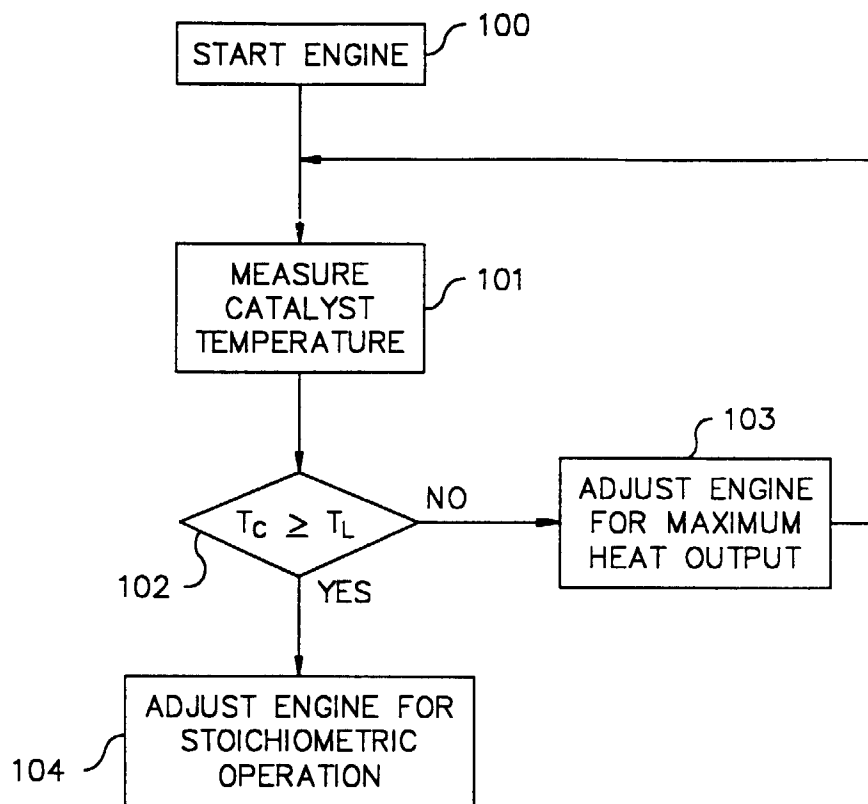 100
START ENGINE
MEASURE
CATALYST
TEMPERATURE
101
103
T_C ≥ T_L
NO
ADJUST ENGINE
FOR MAXIMUM
HEAT OUTPUT
102
YES
ADJUST ENGINE FOR
STOICHIOMETRIC
OPERATION
104